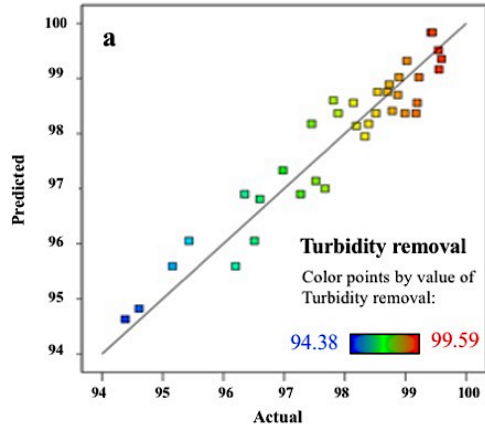 a
100
99
98
97
96
95
94
Predicted
94 95 96 97 98 99 100
Actual
Turbidity removal
Color points by value of
Turbidity removal:
94.38 99.59